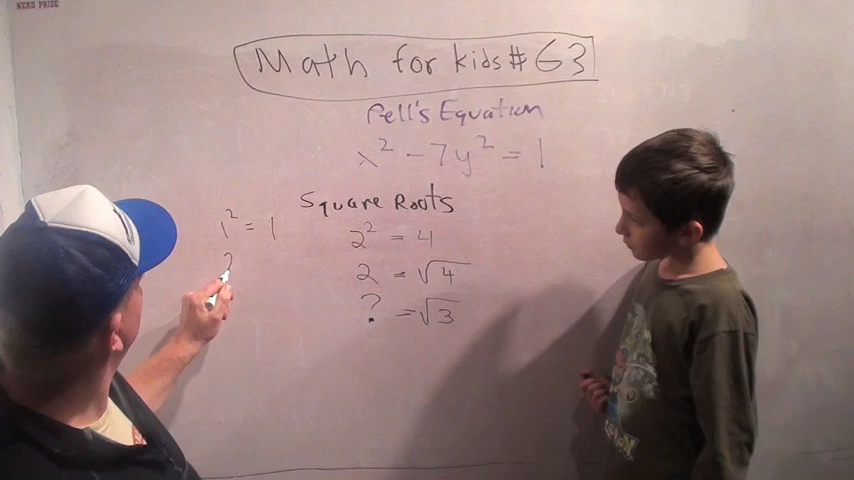 NERD PRIDE
Math for kids #63
Pell's Equation
x² - 7y² = 1
Square Roots
1² = 1
2² = 4
2
2 = √4
? = √3